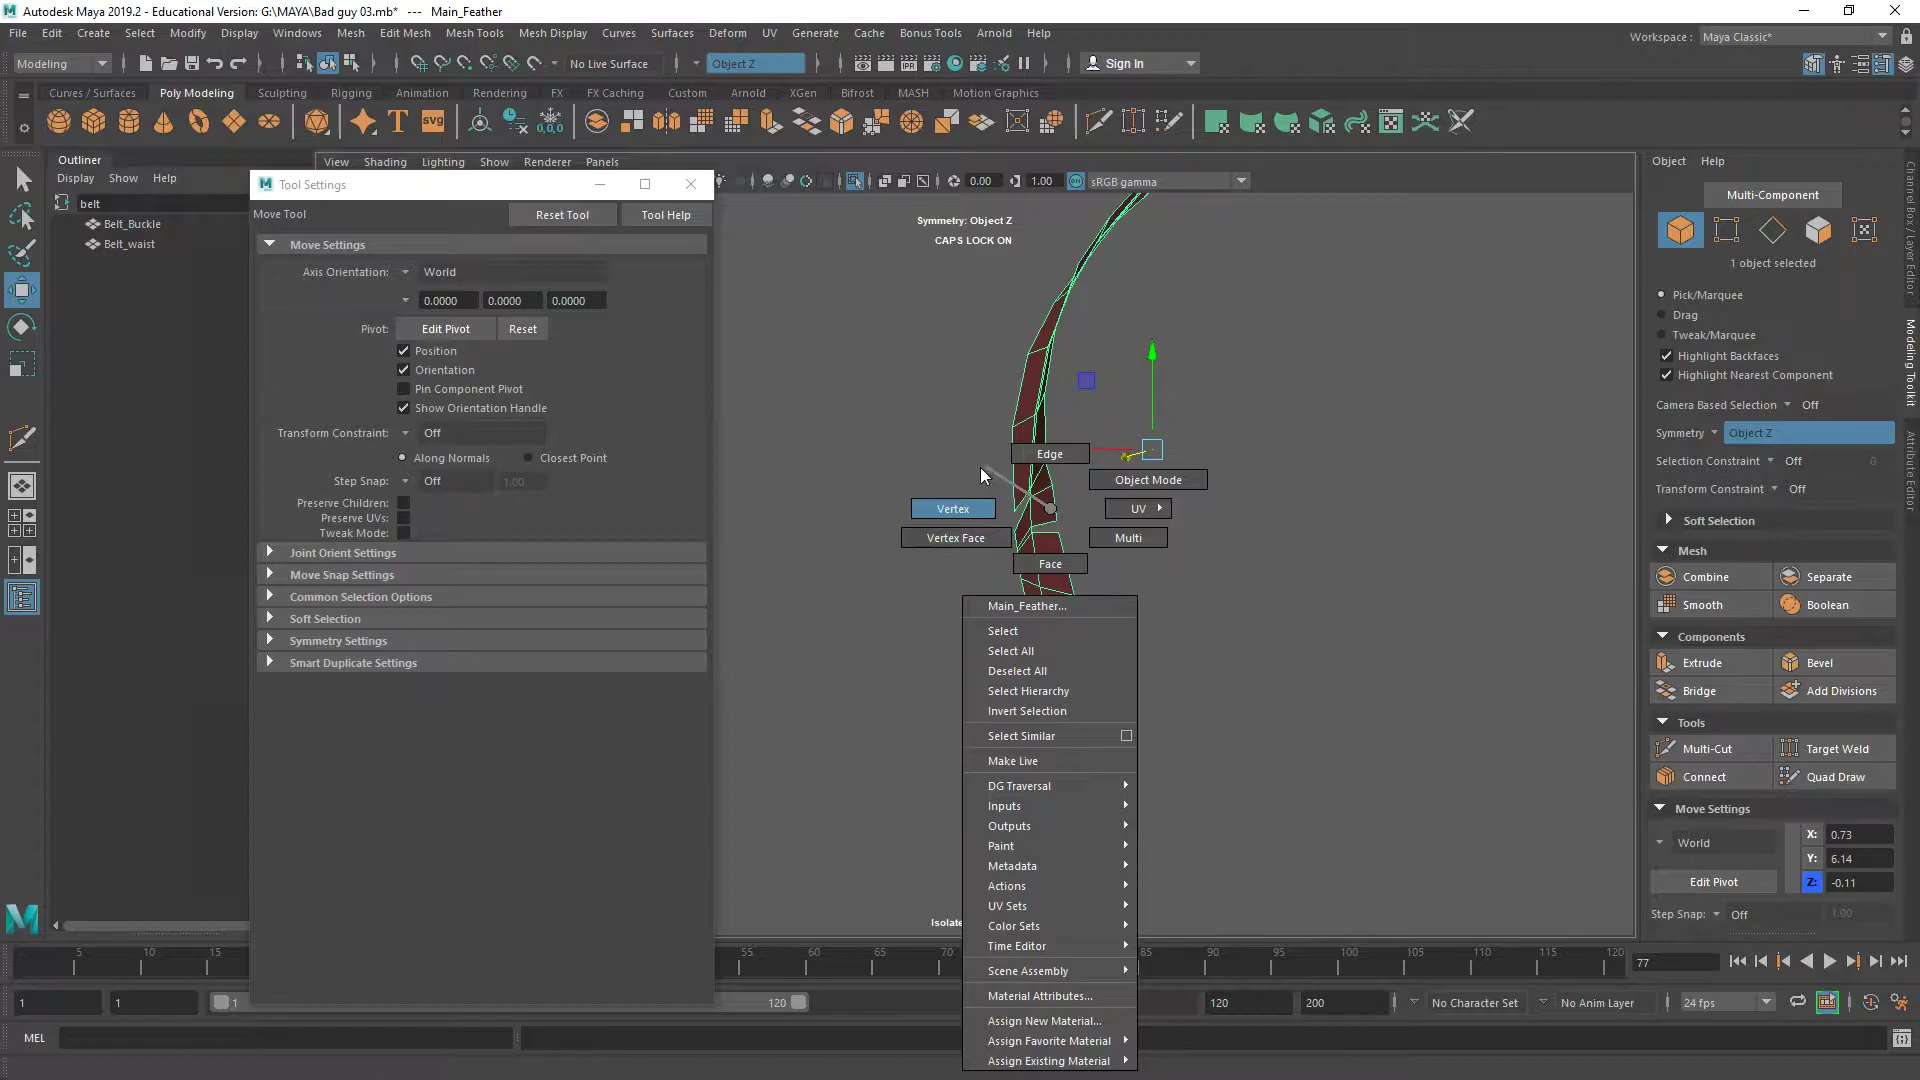 Autodesk Maya 2019.2 - Educational Version: G:\MAYA\Bad guy 03.mb*   ---   Main_Feather
File Edit Create Select Modify Display Windows Mesh Edit Mesh Mesh Tools Mesh Display Curves Surfaces Deform UV Generate Cache Bonus Tools Arnold Help
Workspace : Maya Classic*
Modeling No Live Surface Object Z Sign In
Curves / Surfaces Poly Modeling Sculpting Rigging Animation Rendering FX FX Caching Custom Arnold XGen Bifrost MASH Motion Graphics
T SVG 0,0,0
Outliner
Display Show Help
belt
Belt_Buckle
Belt_waist
View Shading Lighting Show Renderer Panels
0.00 1.00 sRGB gamma
Tool Settings
Move Tool Reset Tool Tool Help
Move Settings
Axis Orientation: World
0.0000 0.0000 0.0000
Pivot: Edit Pivot Reset
Position
Orientation
Pin Component Pivot
Show Orientation Handle
Transform Constraint: Off
Along Normals Closest Point
Step Snap: Off 1.00
Preserve Children:
Preserve UVs:
Tweak Mode:
Joint Orient Settings
Move Snap Settings
Common Selection Options
Soft Selection
Symmetry Settings
Smart Duplicate Settings
Symmetry: Object Z
CAPS LOCK ON
Edge
Object Mode
Vertex UV
Vertex Face Multi
Face
Main_Feather...
Select
Select All
Deselect All
Select Hierarchy
Invert Selection
Select Similar
Make Live
DG Traversal
Inputs
Outputs
Paint
Metadata
Actions
UV Sets
Color Sets
Time Editor
Scene Assembly
Material Attributes...
Assign New Material...
Assign Favorite Material
Assign Existing Material
Isolate
Object Help
Multi-Component
1 object selected
Pick/Marquee
Drag
Tweak/Marquee
Highlight Backfaces
Highlight Nearest Component
Camera Based Selection Off
Symmetry Object Z
Selection Constraint Off 0
Transform Constraint Off
Soft Selection
Mesh
Combine Separate
Smooth Boolean
Components
Extrude Bevel
Bridge Add Divisions
Tools
Multi-Cut Target Weld
Connect Quad Draw
Move Settings
World
X: 0.73
Y: 6.14
Z: -0.11
Edit Pivot
Step Snap: Off 1.00
Channel Box / Layer Editor
Modeling Toolkit
Attribute Editor
5 10 15 55 60 65 70 85 90 95 100 105 110 115 120
77
1 1 1 120 120 200 No Character Set No Anim Layer 24 fps
MEL